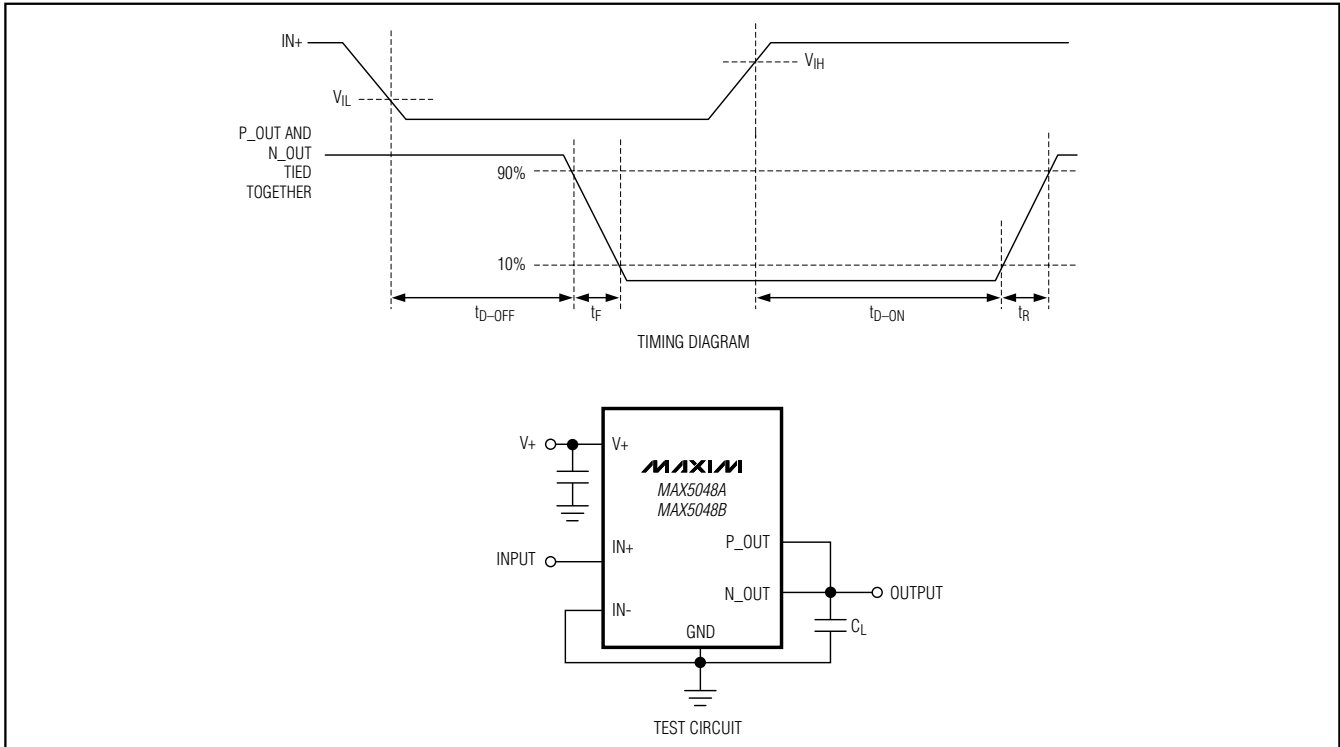 IN+
VIH
VIL
P_OUT AND
N_OUT
TIED
TOGETHER
90%
10%
tD–OFF
tF
tD–ON
tR
TIMING DIAGRAM
V+
V+
MAXIM
MAX5048A
MAX5048B
INPUT
IN+
P_OUT
N_OUT
OUTPUT
IN-
GND
CL
TEST CIRCUIT